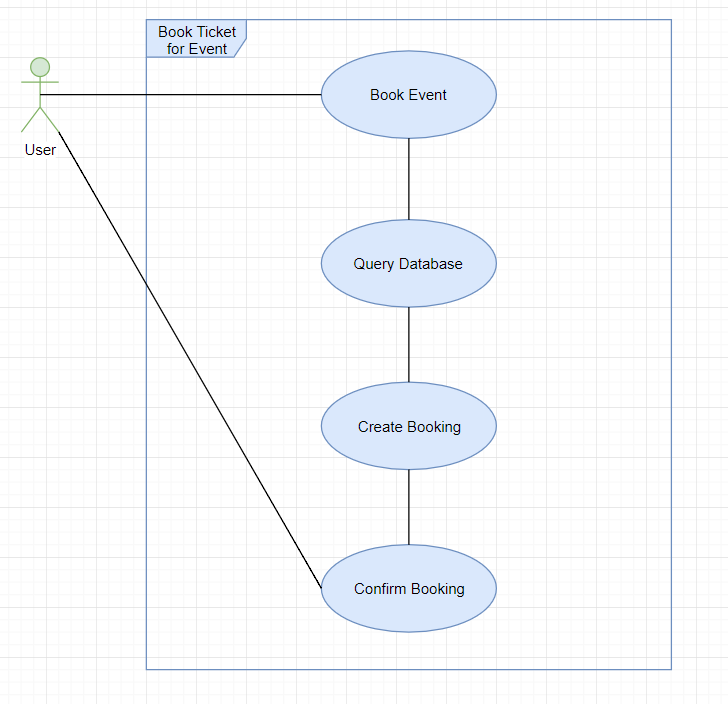 Book Ticket
for Event
Book Event
User
Query Database
Create Booking
Confirm Booking